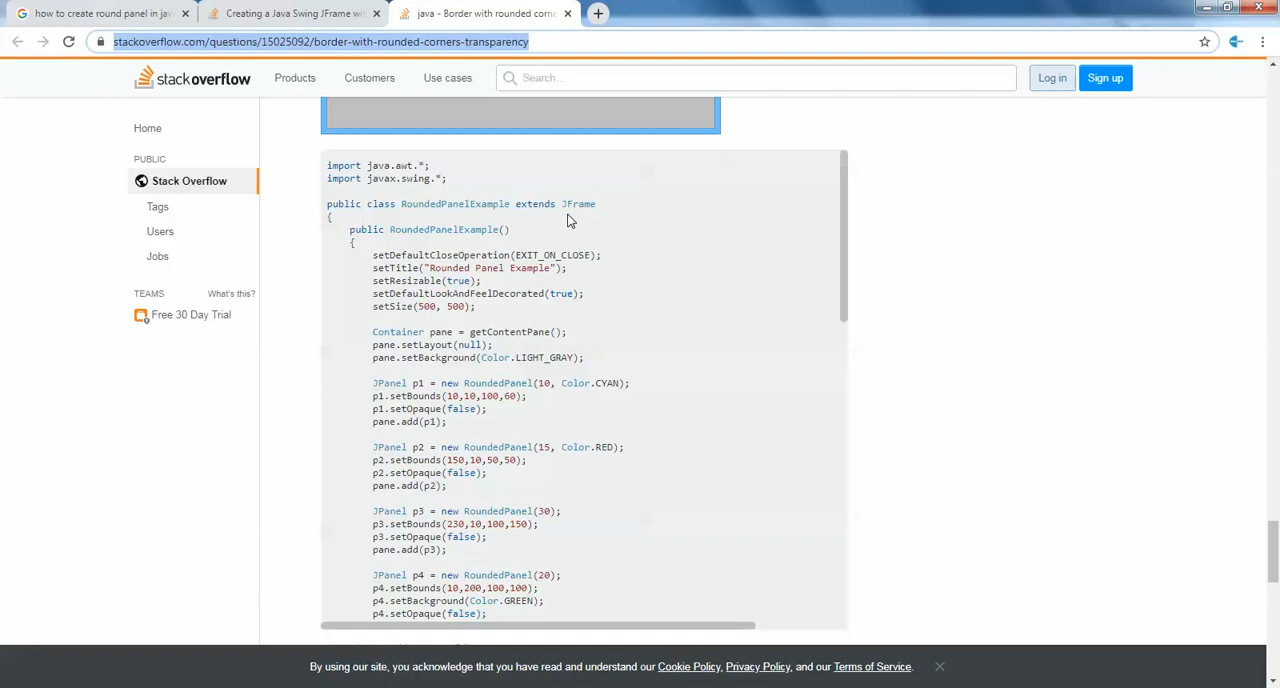 how to create round panel in jav
Creating a Java Swing JFrame wit
java - Border with rounded corne
stackoverflow.com/questions/15025092/border-with-rounded-corners-transparency
stackoverflow
Products
Customers
Use cases
Search...
Log in
Sign up
Home
PUBLIC
Stack Overflow
Tags
Users
Jobs
TEAMS
What's this?
Free 30 Day Trial
import java.awt.*;
import javax.swing.*;
public class RoundedPanelExample extends JFrame
{
public RoundedPanelExample()
{
setDefaultCloseOperation(EXIT_ON_CLOSE);
setTitle("Rounded Panel Example");
setResizable(true);
setDefaultLookAndFeelDecorated(true);
setSize(500, 500);
Container pane = getContentPane();
pane.setLayout(null);
pane.setBackground(Color.LIGHT_GRAY);
JPanel p1 = new RoundedPanel(10, Color.CYAN);
p1.setBounds(10,10,100,60);
p1.setOpaque(false);
pane.add(p1);
JPanel p2 = new RoundedPanel(15, Color.RED);
p2.setBounds(150,10,50,50);
p2.setOpaque(false);
pane.add(p2);
JPanel p3 = new RoundedPanel(30);
p3.setBounds(230,10,100,150);
p3.setOpaque(false);
pane.add(p3);
JPanel p4 = new RoundedPanel(20);
p4.setBounds(10,200,100,100);
p4.setBackground(Color.GREEN);
p4.setOpaque(false);
By using our site, you acknowledge that you have read and understand our Cookie Policy, Privacy Policy, and our Terms of Service.